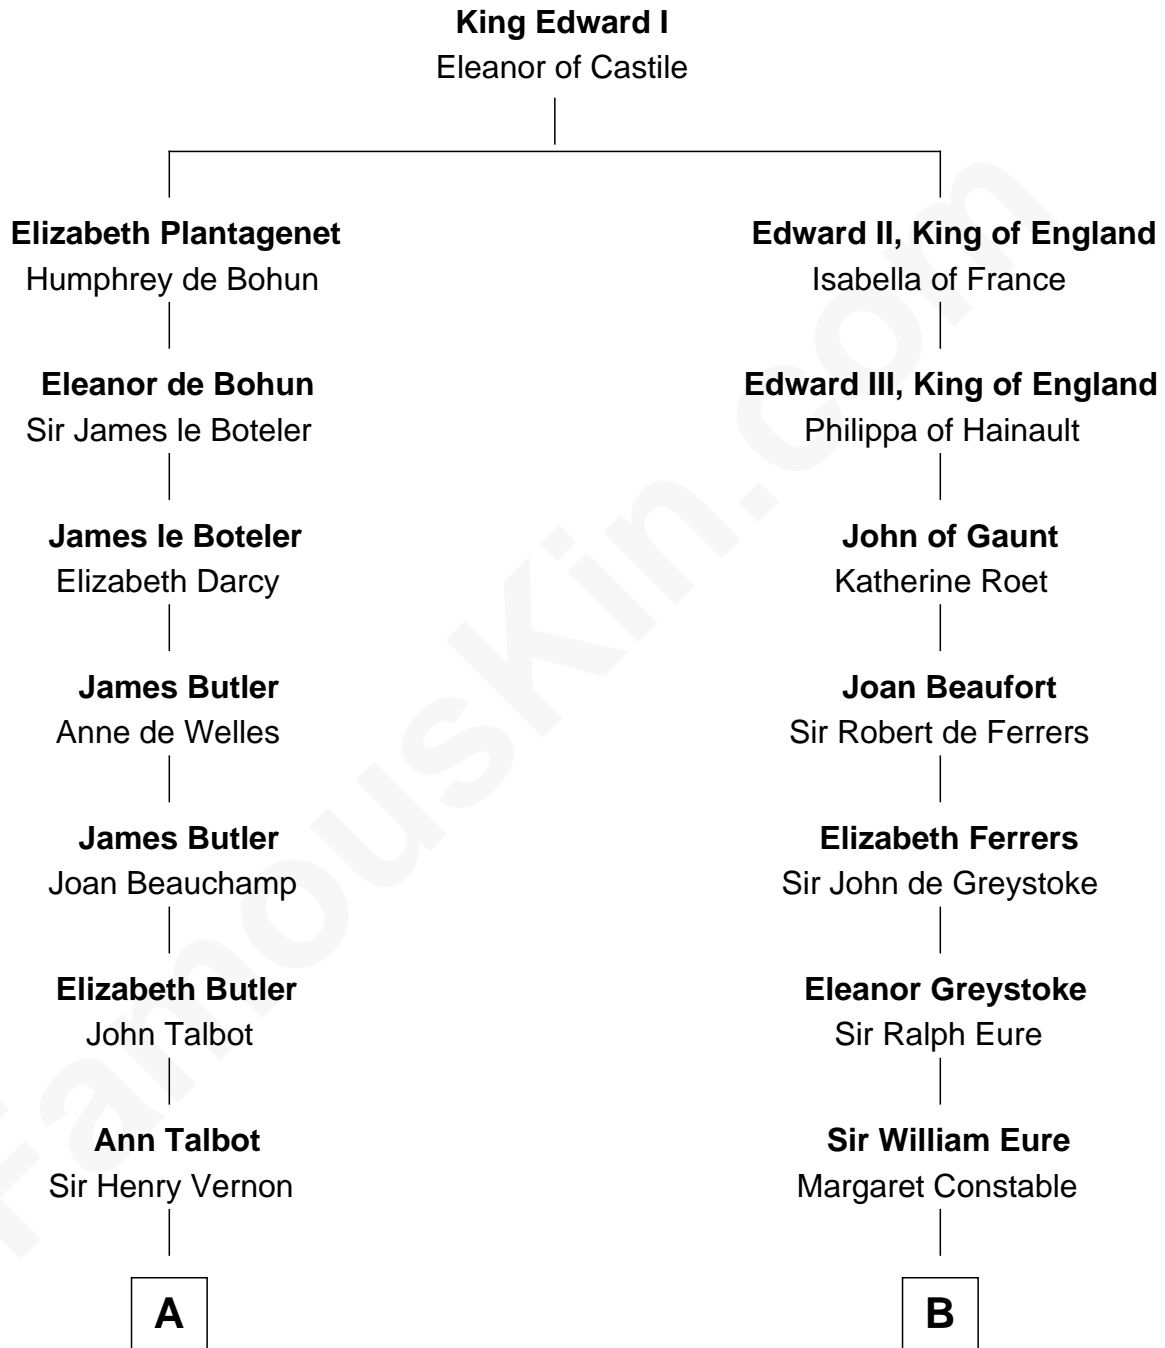 King Edward I
Eleanor of Castile
Elizabeth Plantagenet
Humphrey de Bohun
Edward II, King of England
Isabella of France
Eleanor de Bohun
Sir James le Boteler
Edward III, King of England
Philippa of Hainault
James le Boteler
Elizabeth Darcy
John of Gaunt
Katherine Roet
James Butler
Anne de Welles
Joan Beaufort
Sir Robert de Ferrers
James Butler
Joan Beauchamp
Elizabeth Ferrers
Sir John de Greystoke
Elizabeth Butler
John Talbot
Eleanor Greystoke
Sir Ralph Eure
Ann Talbot
Sir Henry Vernon
Sir William Eure
Margaret Constable
A
B
FamousKin.com